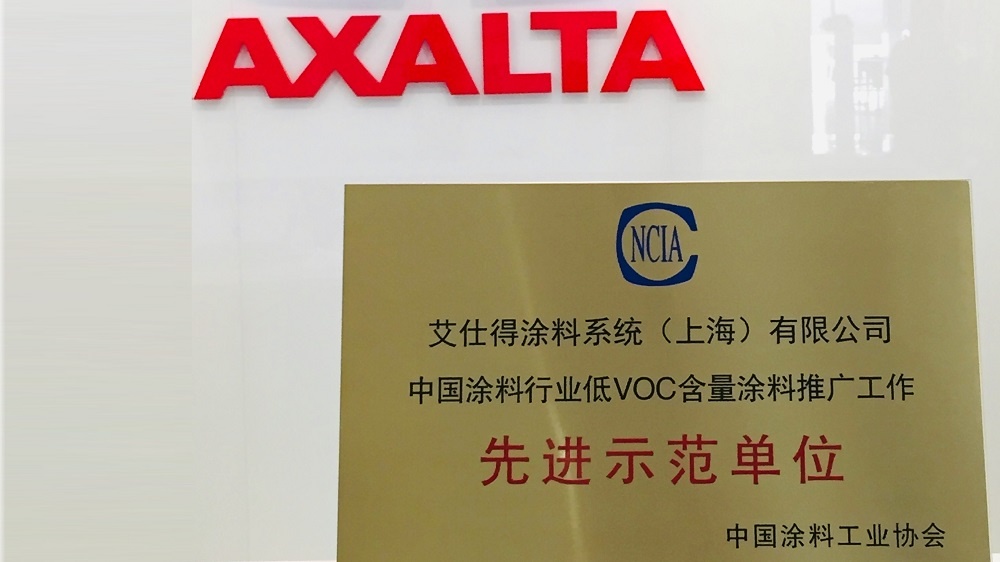 AXALTA
NCIA
艾仕得涂料系统（上海）有限公司
中国涂料行业低VOC含量涂料推广工作
先进示范单位
中国涂料工业协会